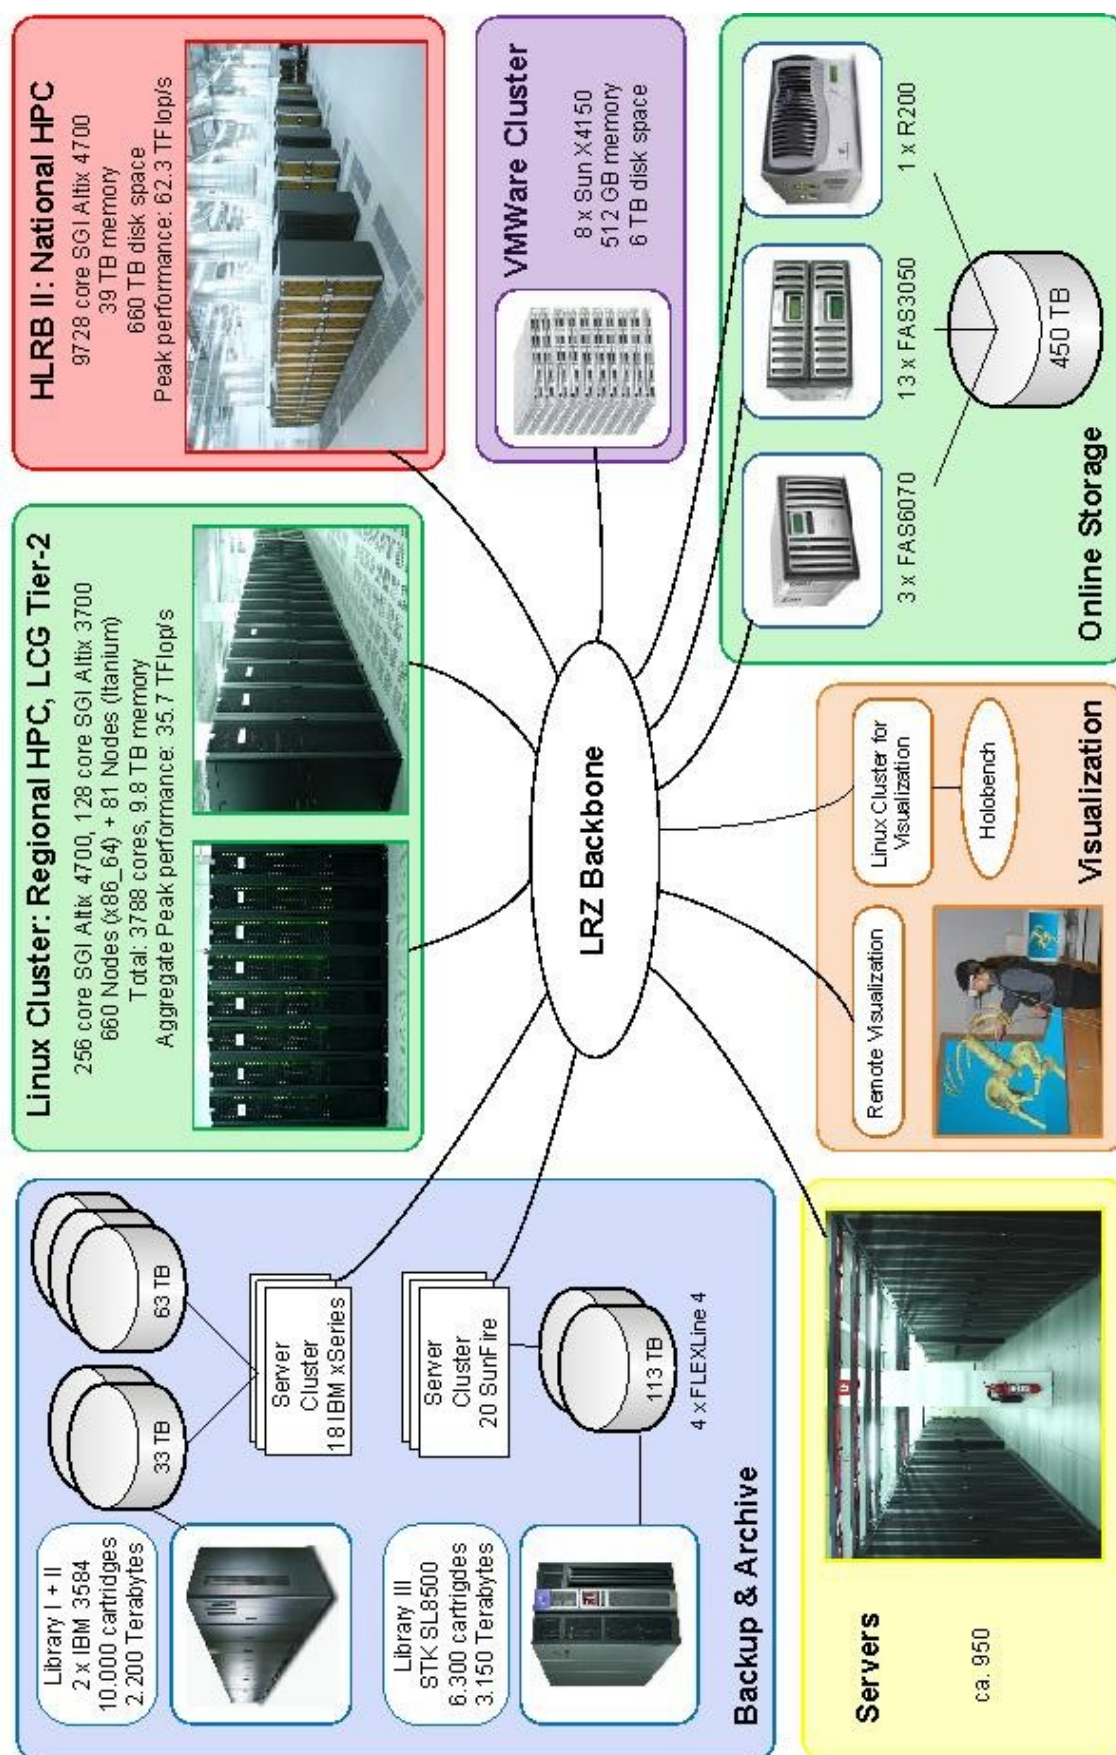 Library I + II
2 x IBM 3584
10.000 cartridges
2.200 Terabytes
33 TB
63 TB
Server
Cluster
18 IBM xSeries
Library III
STK SL8500
6.300 cartrigdes
3.150 Terabytes
Server
Cluster
20 SunFire
113 TB
4 x FLEXLine 4
Backup & Archive
Linux Cluster: Regional HPC, LCG Tier-2
256 core SGI Altix 4700, 128 core SGI Altix 3700
660 Nodes (x86_64) + 81 Nodes (Itanium)
Total: 3788 cores, 9.8 TB memory
Aggregate Peak performance: 35.7 TFlop/s
HLRB II: National HPC
9728 core SGI Altix 4700
39 TB memory
660 TB disk space
Peak performance: 62.3 TFlop/s
LRZ Backbone
VMWare Cluster
8 x Sun X4150
512 GB memory
6 TB disk space
Servers
ca. 950
Remote Visualization
Linux Cluster for
Visualization
Holobench
Visualization
3 x FAS6070
13 x FAS3050
1 x R200
450 TB
Online Storage